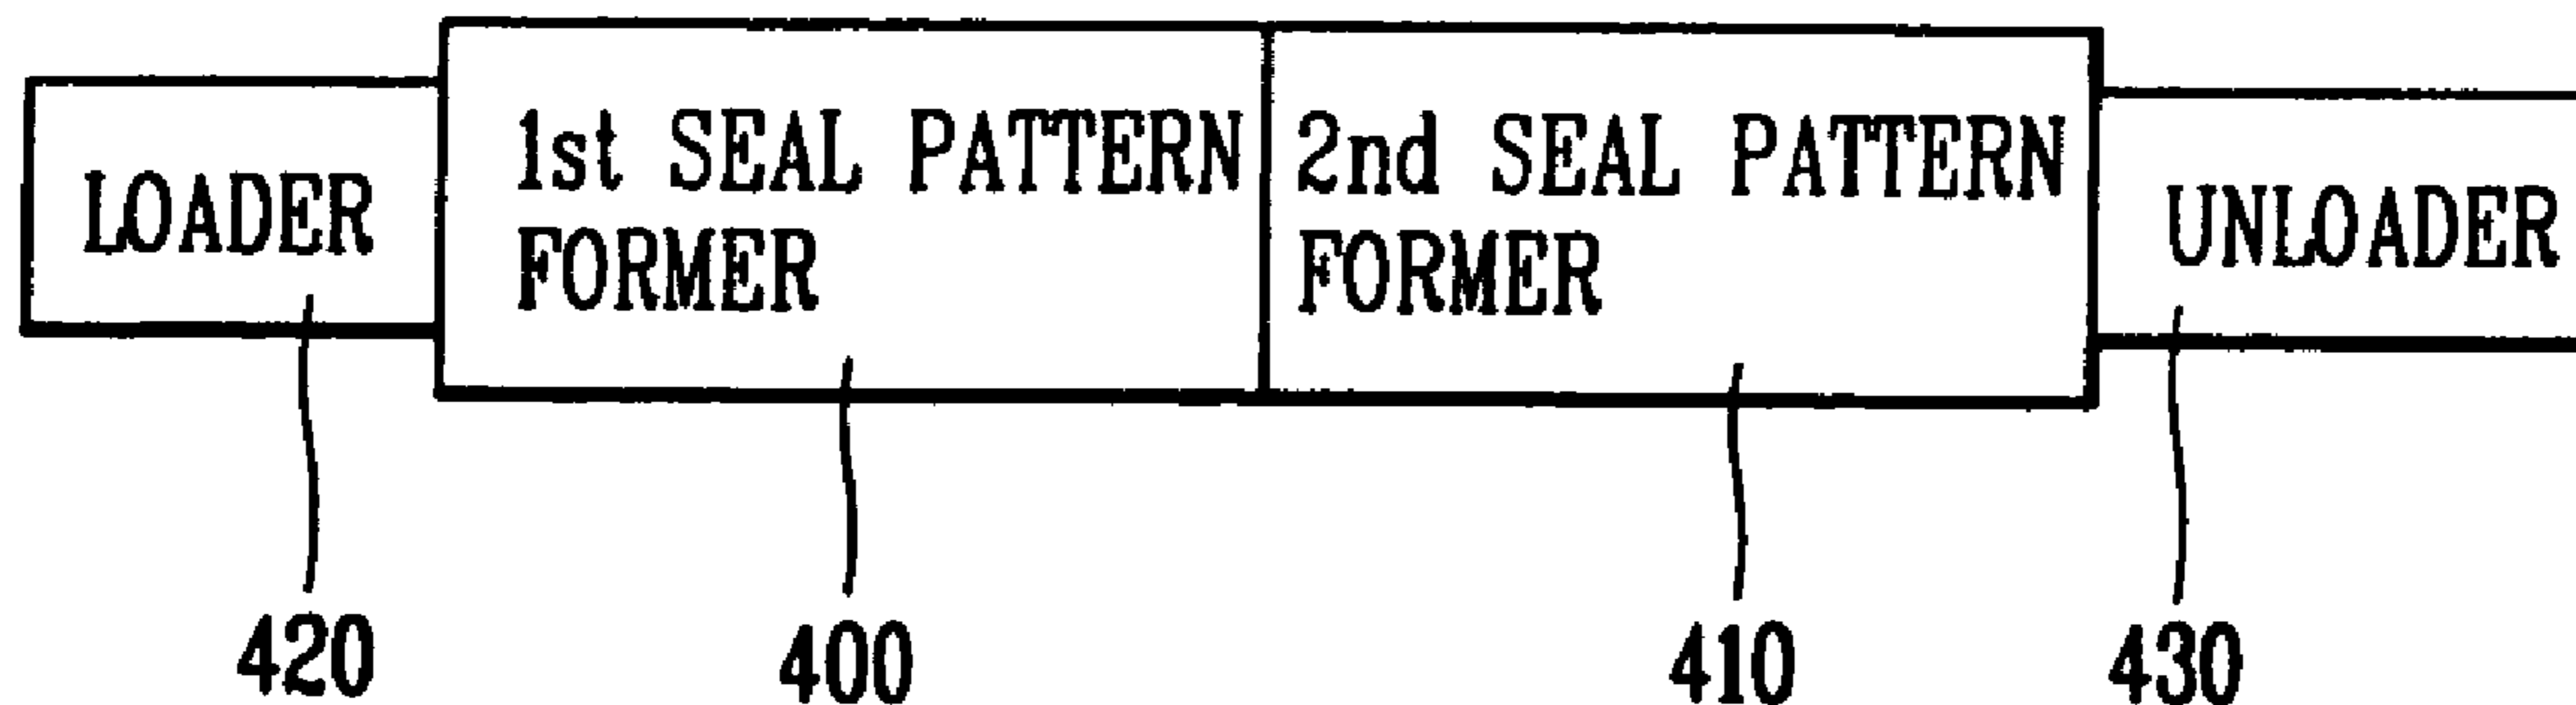 LOADER
1st SEAL PATTERN
FORMER
2nd SEAL PATTERN
FORMER
UNLOADER
420
400
410
430